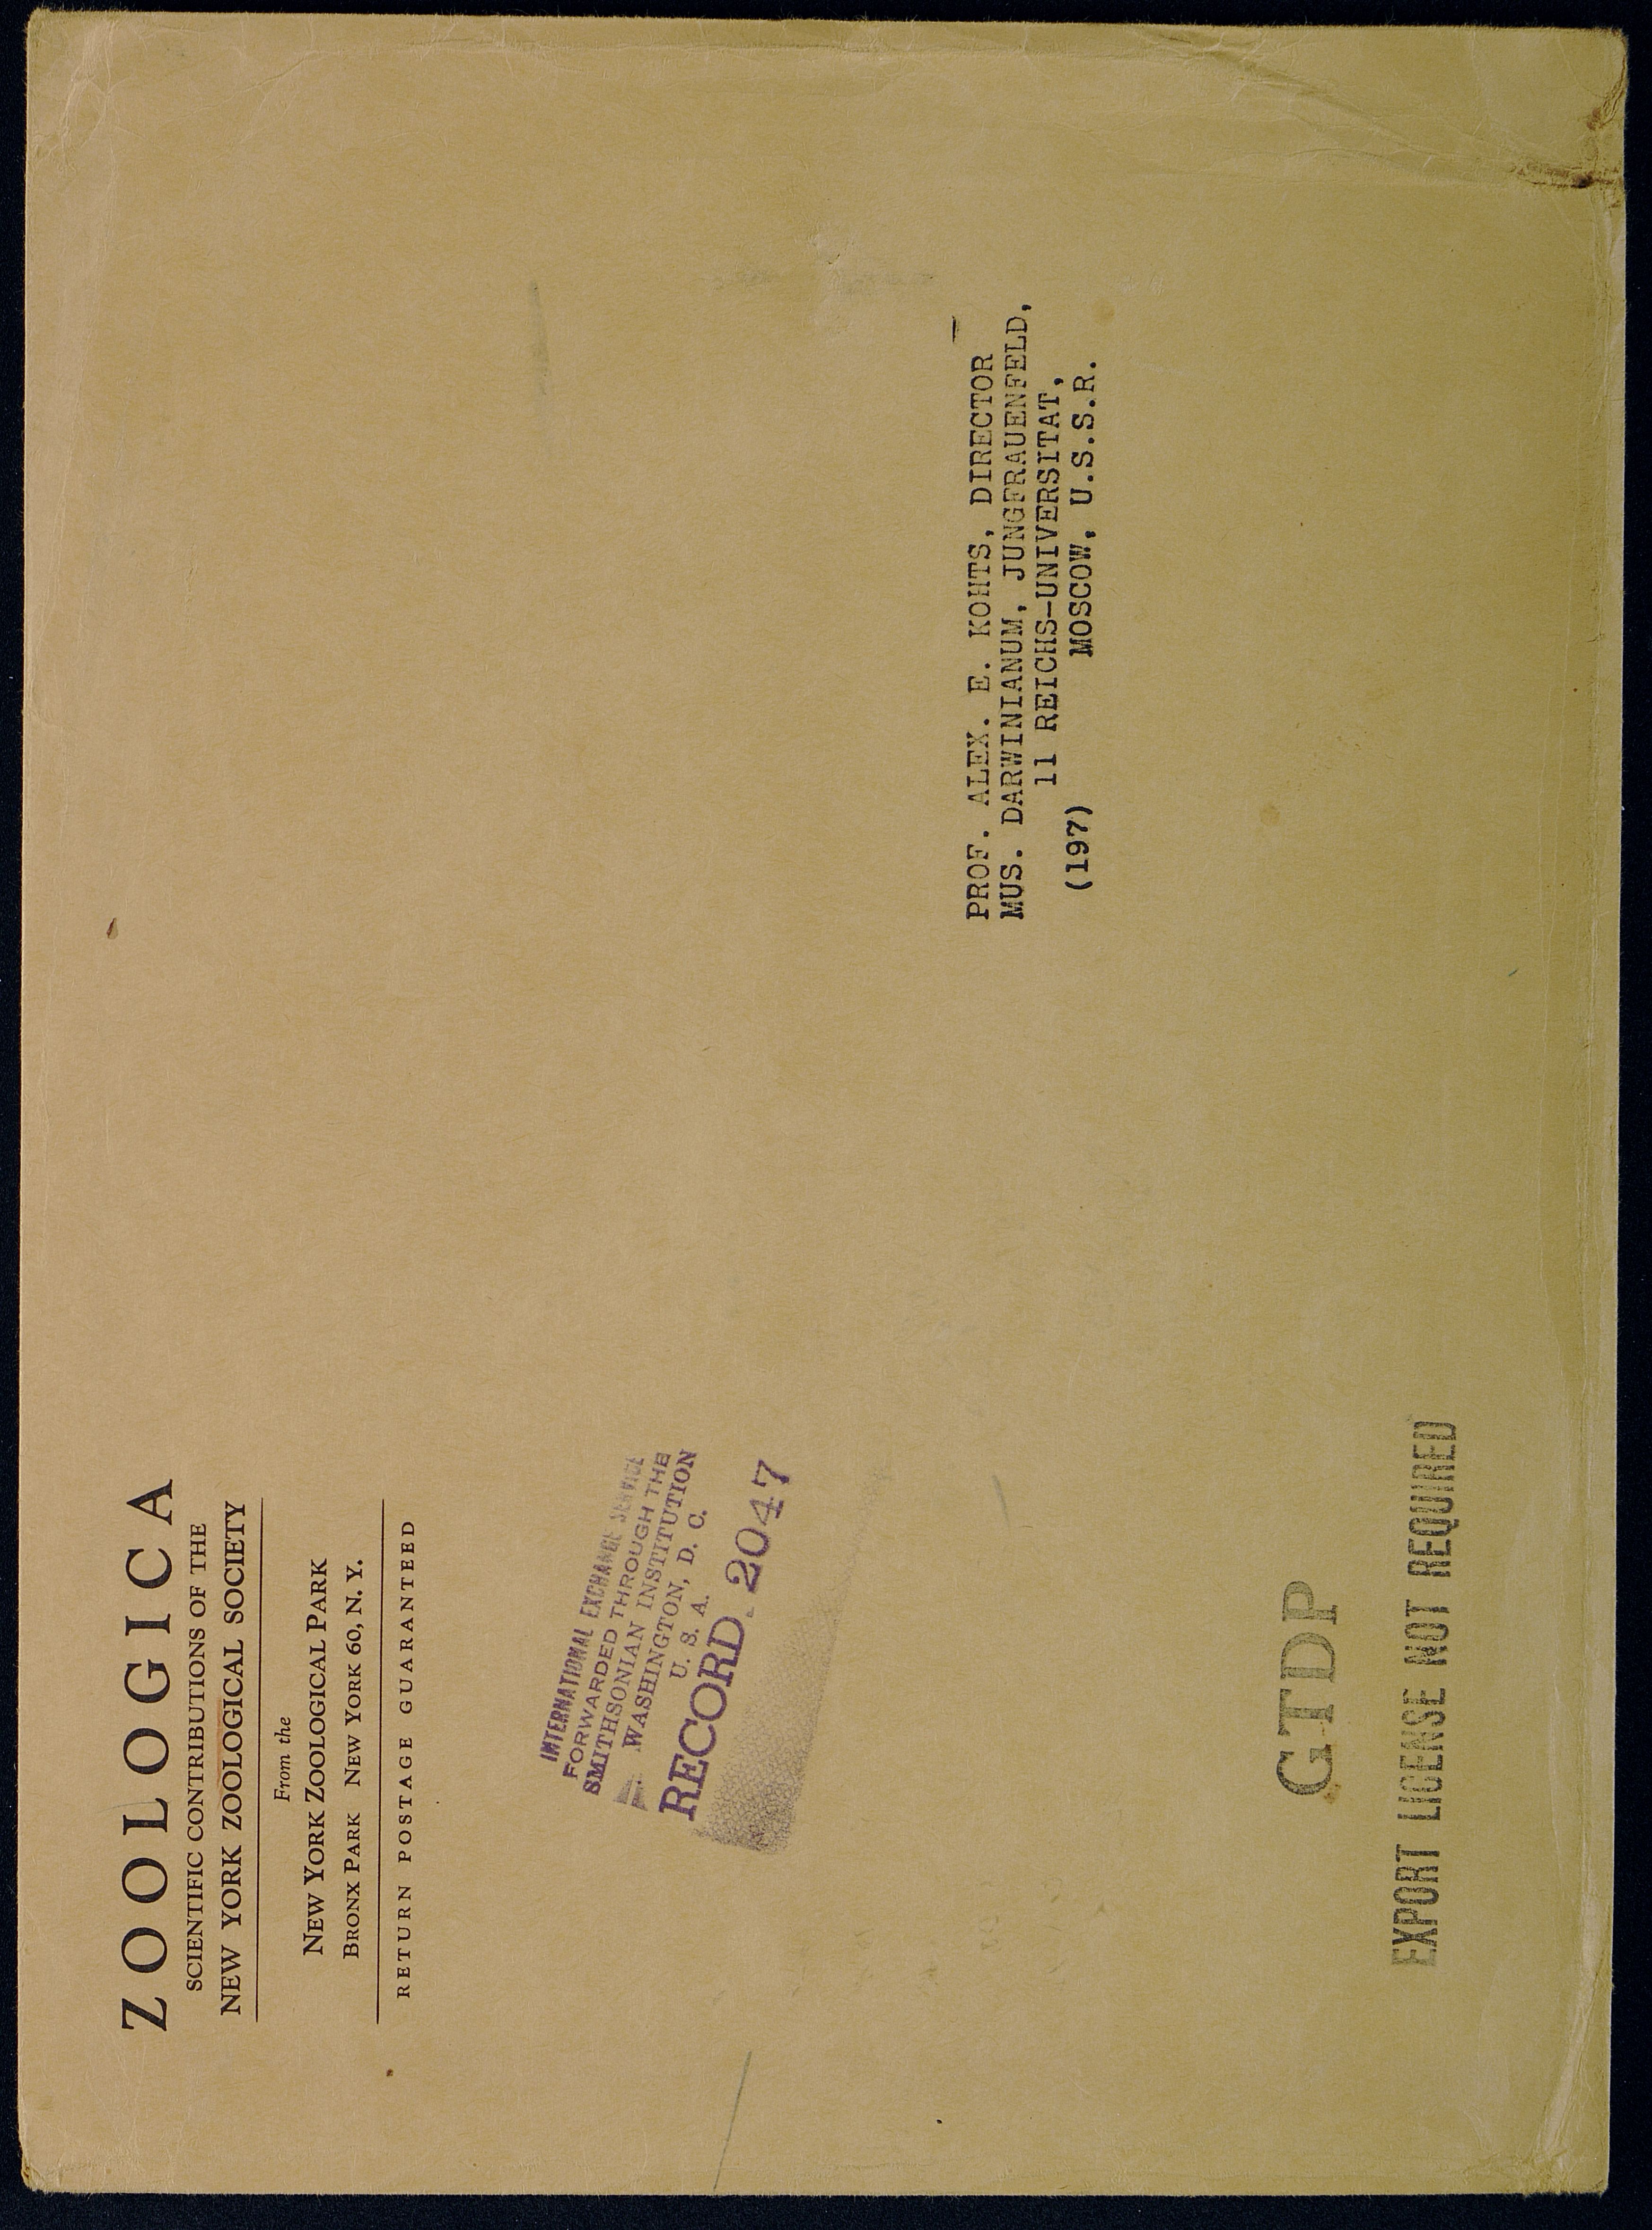 ZOOLOGICA
SCIENTIFIC CONTRIBUTIONS OF THE
NEW YORK ZOOLOGICAL SOCIETY
From the
NEW YORK ZOOLOGICAL PARK
BRONX PARK NEW YORK 60, N. Y.
RETURN POSTAGE GUARANTEED
INTERNATIONAL EXCHANGE SERVICE
FORWARDED THROUGH THE
SMITHSONIAN INSTITUTION
WASHINGTON, D. C.
U. S. A.
RECORD 2047
PROF. ALEX. E. KOHTS, DIRECTOR
MUS. DARWINIANUM, JUNGFRAUENFELD,
11 REICHS-UNIVERSITAT,
(197) MOSCOW, U.S.S.R.
GTDP
EXPORT LICENSE NOT REQUIRED